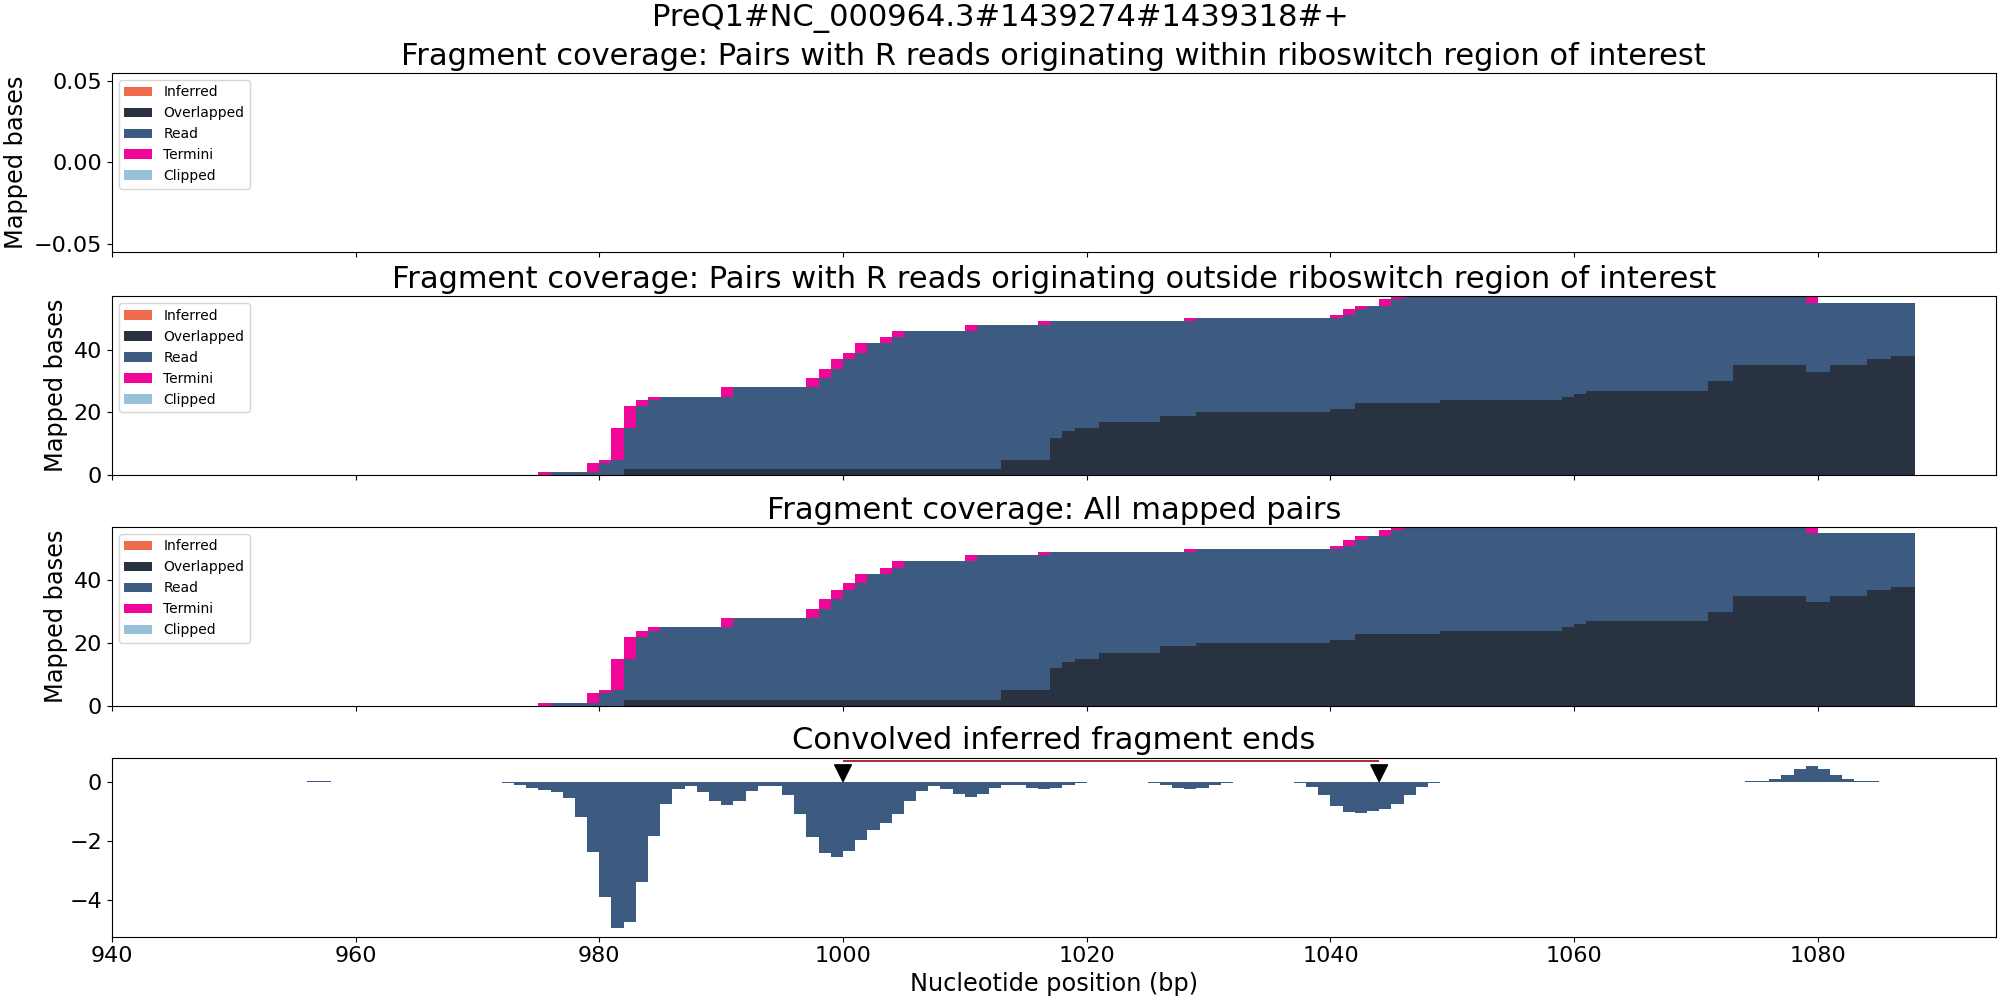 PreQ1#NC_000964.3#1439274#1439318#+
Fragment coverage: Pairs with R reads originating within riboswitch region of interest
Mapped bases
0.05
0.00
−0.05
Inferred
Overlapped
Read
Termini
Clipped
Fragment coverage: Pairs with R reads originating outside riboswitch region of interest
Mapped bases
40
20
0
Inferred
Overlapped
Read
Termini
Clipped
Fragment coverage: All mapped pairs
Mapped bases
40
20
0
Inferred
Overlapped
Read
Termini
Clipped
Convolved inferred fragment ends
0
−2
−4
940 960 980 1000 1020 1040 1060 1080
Nucleotide position (bp)